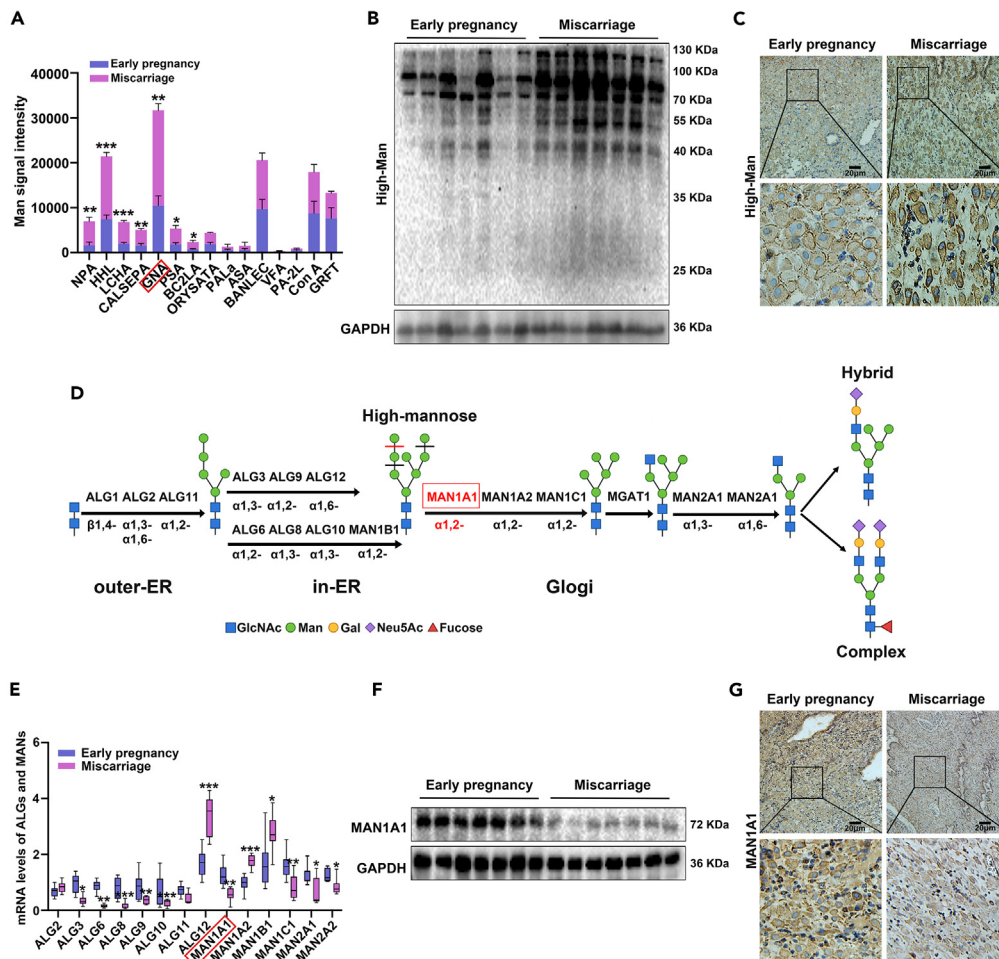 A
Early pregnancy
Miscarriage
Man signal intensity
40000
30000
20000
10000
0
** *** *** ** ** * *
NPA HHL LCHA CALSEPA GNA PSA BC2LA ORYSATA PALa ASA BANLEC VFA PA-2L ConA GRFT
B
Early pregnancy Miscarriage
High-Man
130 KDa
100 KDa
70 KDa
55 KDa
40 KDa
35 KDa
25 KDa
GAPDH 36 KDa
C
Early pregnancy Miscarriage
High-Man
20μm 20μm
D
High-mannose
Hybrid
ALG1 ALG2 ALG11
β1,4- α1,3- α1,2-
α1,6-
ALG3 ALG9 ALG12
α1,3- α1,2- α1,6-
ALG6 ALG8 ALG10 MAN1B1
α1,2- α1,3- α1,3- α1,2-
MAN1A1 MAN1A2 MAN1C1 MGAT1 MAN2A1 MAN2A1
α1,2- α1,2- α1,2- α1,3- α1,6-
outer-ER in-ER Glogi
GlcNAc Man Gal Neu5Ac Fucose
Complex
E
Early pregnancy
Miscarriage
mRNA levels of ALGs and MANs
6
4
2
0
* ** ** ** *** *** ** *** * ** * *
ALG2 ALG3 ALG6 ALG8 ALG9 ALG10 ALG11 ALG12 MAN1A1 MAN1A2 MAN1B1 MAN1C1 MAN2A1 MAN2A2
F
Early pregnancy Miscarriage
MAN1A1 72 KDa
GAPDH 36 KDa
G
Early pregnancy Miscarriage
MAN1A1
20μm 20μm